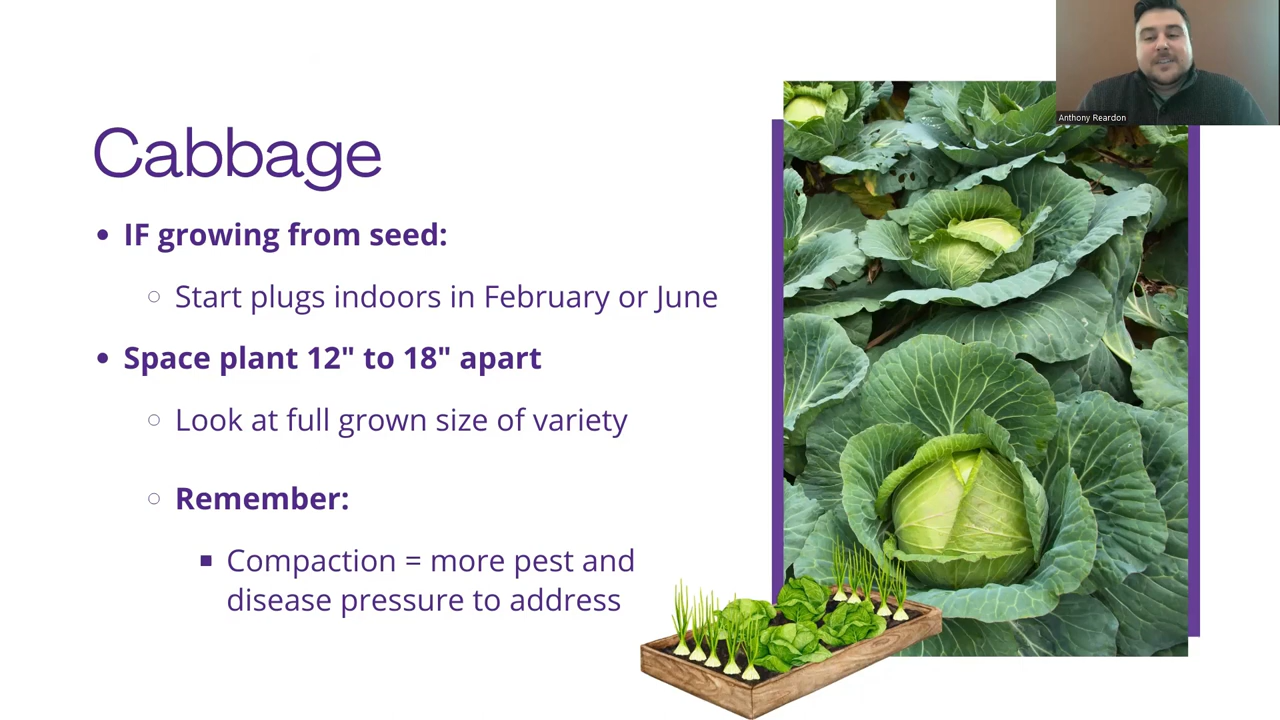 Anthony Reardon
Cabbage
IF growing from seed:
Start plugs indoors in February or June
Space plant 12" to 18" apart
Look at full grown size of variety
Remember:
Compaction = more pest and
disease pressure to address